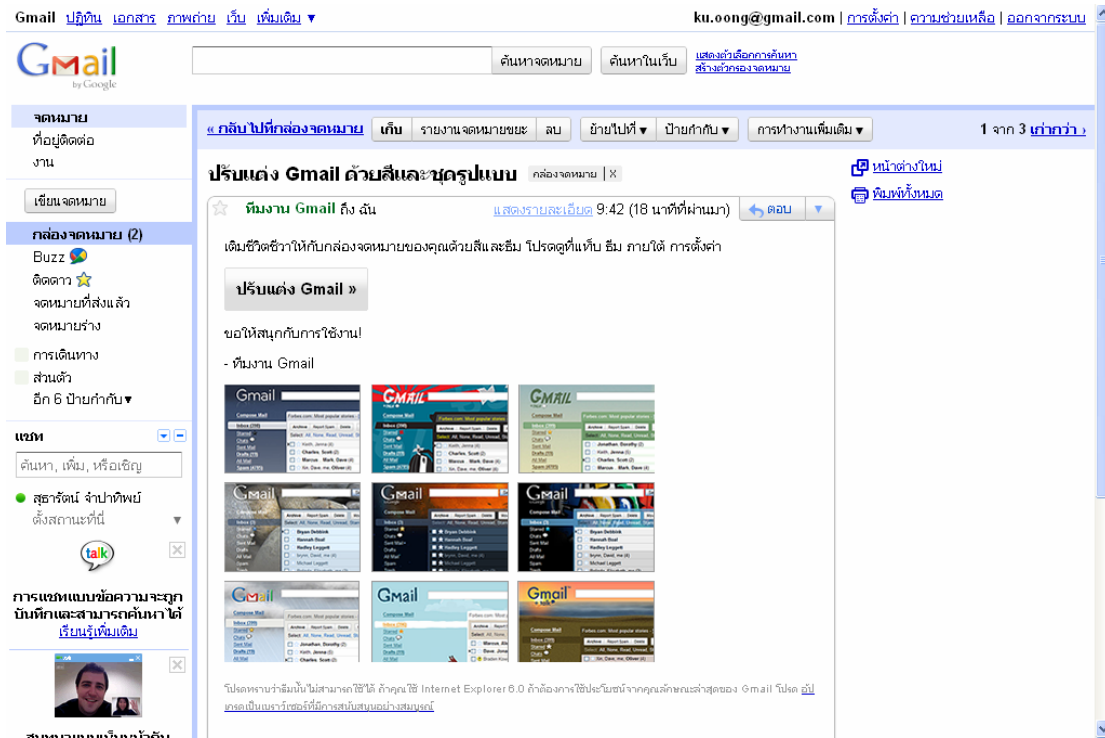 Gmail ปฏิทิน เอกสาร ภาพถ่าย เว็บ เพิ่มเติม ▼
ku.oong@gmail.com | การตั้งค่า | ความช่วยเหลือ | ออกจากระบบ
Gmail
by Google
ค้นหาจดหมาย
ค้นหาในเว็บ
แสดงตัวเลือกการค้นหา
สร้างตัวกรองจดหมาย
จดหมาย
ที่อยู่ติดต่อ
งาน
เขียนจดหมาย
กล่องจดหมาย (2)
Buzz
ติดดาว
จดหมายที่ส่งแล้ว
จดหมายร่าง
การเดินทาง
ส่วนตัว
อีก 6 ป้ายกำกับ▼
แชท
ค้นหา, เพิ่ม, หรือเชิญ
สุธารัตน์ จำปาทิพย์
ตั้งสถานะที่นี่
talk
การแชทแบบข้อความจะถูก
บันทึกและสามารถค้นหาได้
เรียนรู้เพิ่มเติม
« กลับไปที่กล่องจดหมาย เก็บ รายงานจดหมายขยะ ลบ ย้ายไปที่ ▼ ป้ายกำกับ ▼ การทำงานเพิ่มเติม ▼
1 จาก 3 เก่ากว่า ›
ปรับแต่ง Gmail ด้วยสีและชุดรูปแบบ กล่องจดหมาย | X
ทีมงาน Gmail ถึง ฉัน แสดงรายละเอียด 9:42 (18 นาทีที่ผ่านมา) ตอบ
เติมชีวิตชีวาให้กับกล่องจดหมายของคุณด้วยสีและธีม โปรดดูที่แท็บ ธีม ภายใต้ การตั้งค่า
ปรับแต่ง Gmail »
ขอให้สนุกกับการใช้งาน!
- ทีมงาน Gmail
Gmail
GMAIL
GMAIL
Gmail
Gmail
Gmail
Gmail
Gmail
Gmail
โปรดทราบว่าธีมนั้นไม่สามารถใช้ได้ ถ้าคุณใช้ Internet Explorer 6.0 ถ้าต้องการใช้ประโยชน์จากคุณลักษณะล่าสุดของ Gmail โปรด อัป
เกรดเป็นเบราว์เซอร์ที่มีการสนับสนุนอย่างสมบูรณ์
หน้าต่างใหม่
พิมพ์ทั้งหมด